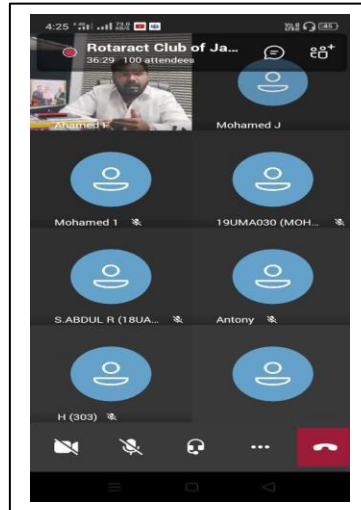 4:25
Rotaract Club of Ja...
36:29 100 attendees
Ahamed F
Mohamed J
Mohamed 1
19UMA030 (MOH...
S.ABDUL R (18UA...
Antony
H (303)